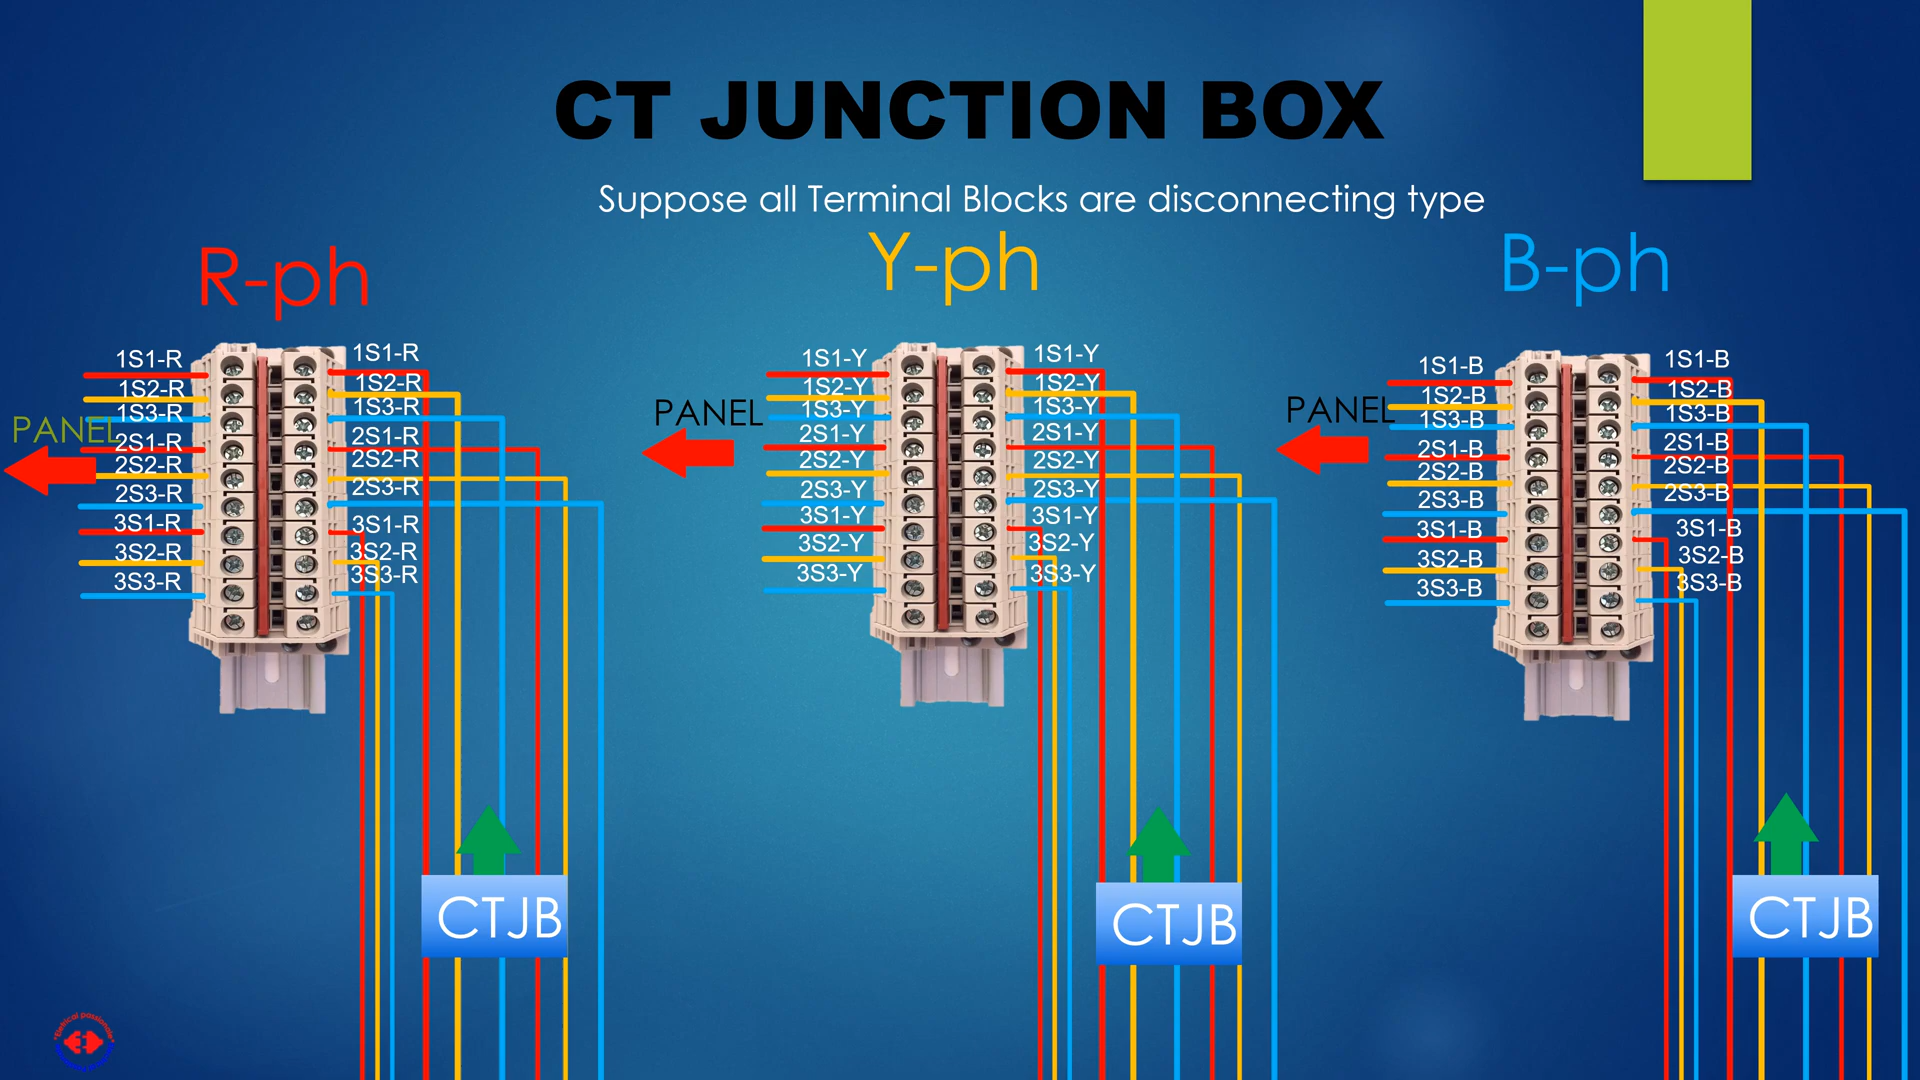 CT JUNCTION BOX
Suppose all Terminal Blocks are disconnecting type
R-ph
Y-ph
B-ph
1S1-R
1S2-R
1S3-R
2S1-R
2S2-R
2S3-R
3S1-R
3S2-R
3S3-R
PANEL
1S1-R
1S2-R
1S3-R
2S1-R
2S2-R
2S3-R
3S1-R
3S2-R
3S3-R
CTJB
1S1-Y
1S2-Y
1S3-Y
2S1-Y
2S2-Y
2S3-Y
3S1-Y
3S2-Y
3S3-Y
PANEL
1S1-Y
1S2-Y
1S3-Y
2S1-Y
2S2-Y
2S3-Y
3S1-Y
3S2-Y
3S3-Y
CTJB
1S1-B
1S2-B
1S3-B
2S1-B
2S2-B
2S3-B
3S1-B
3S2-B
3S3-B
PANEL
1S1-B
1S2-B
1S3-B
2S1-B
2S2-B
2S3-B
3S1-B
3S2-B
3S3-B
CTJB